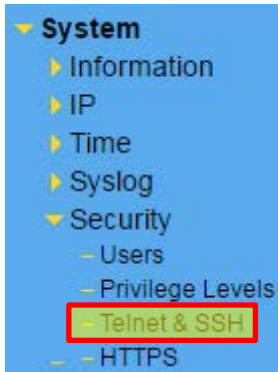 System
Information
IP
Time
Syslog
Security
Users
Privilege Levels
Telnet & SSH
HTTPS